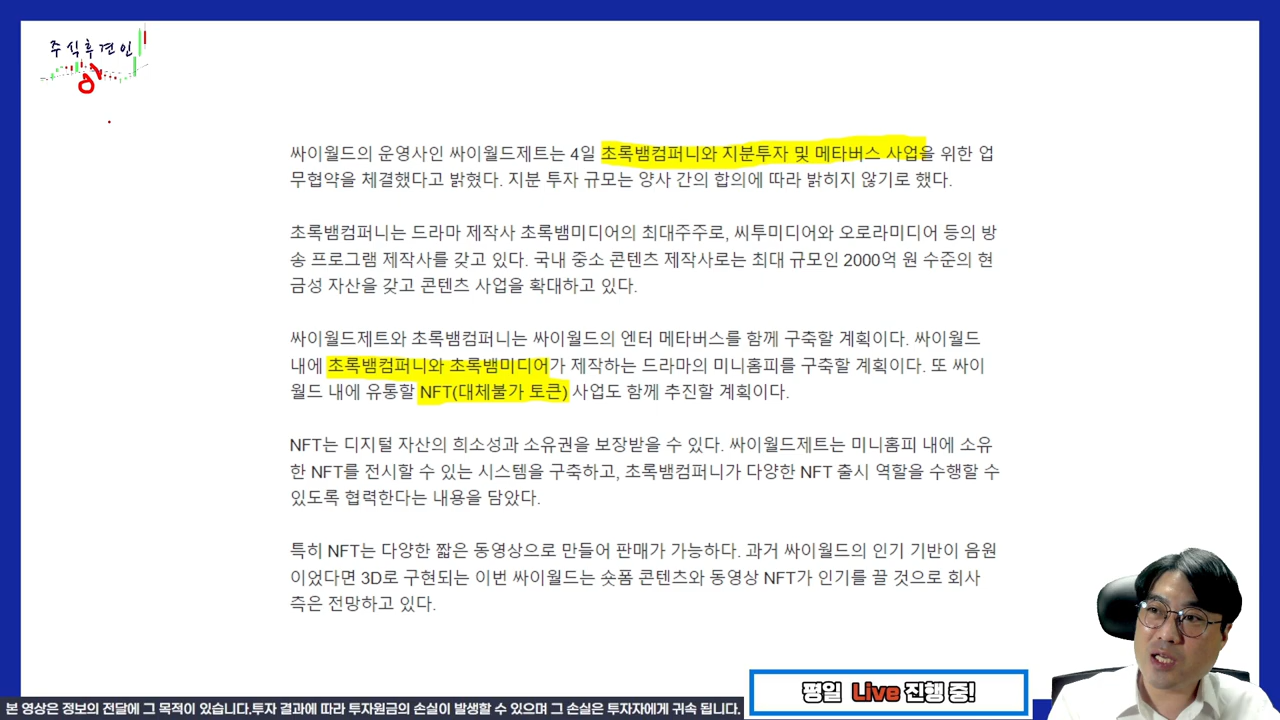 주식후견인
싸이월드의 운영사인 싸이월드제트는 4일 초록뱀컴퍼니와 지분투자 및 메타버스 사업을 위한 업
무협약을 체결했다고 밝혔다. 지분 투자 규모는 양사 간의 합의에 따라 밝히지 않기로 했다.
초록뱀컴퍼니는 드라마 제작사 초록뱀미디어의 최대주주로, 씨투미디어와 오로라미디어 등의 방
송 프로그램 제작사를 갖고 있다. 국내 중소 콘텐츠 제작사로는 최대 규모인 2000억 원 수준의 현
금성 자산을 갖고 콘텐츠 사업을 확대하고 있다.
싸이월드제트와 초록뱀컴퍼니는 싸이월드의 엔터 메타버스를 함께 구축할 계획이다. 싸이월드
내에 초록뱀컴퍼니와 초록뱀미디어가 제작하는 드라마의 미니홈피를 구축할 계획이다. 또 싸이
월드 내에 유통할 NFT(대체불가 토큰) 사업도 함께 추진할 계획이다.
NFT는 디지털 자산의 희소성과 소유권을 보장받을 수 있다. 싸이월드제트는 미니홈피 내에 소유
한 NFT를 전시할 수 있는 시스템을 구축하고, 초록뱀컴퍼니가 다양한 NFT 출시 역할을 수행할 수
있도록 협력한다는 내용을 담았다.
특히 NFT는 다양한 짧은 동영상으로 만들어 판매가 가능하다. 과거 싸이월드의 인기 기반이 음원
이었다면 3D로 구현되는 이번 싸이월드는 숏폼 콘텐츠와 동영상 NFT가 인기를 끌 것으로 회사
측은 전망하고 있다.
평일 Live 진행 중!
본 영상은 정보의 전달에 그 목적이 있습니다.투자 결과에 따라 투자원금의 손실이 발생할 수 있으며 그 손실은 투자자에게 귀속 됩니다.